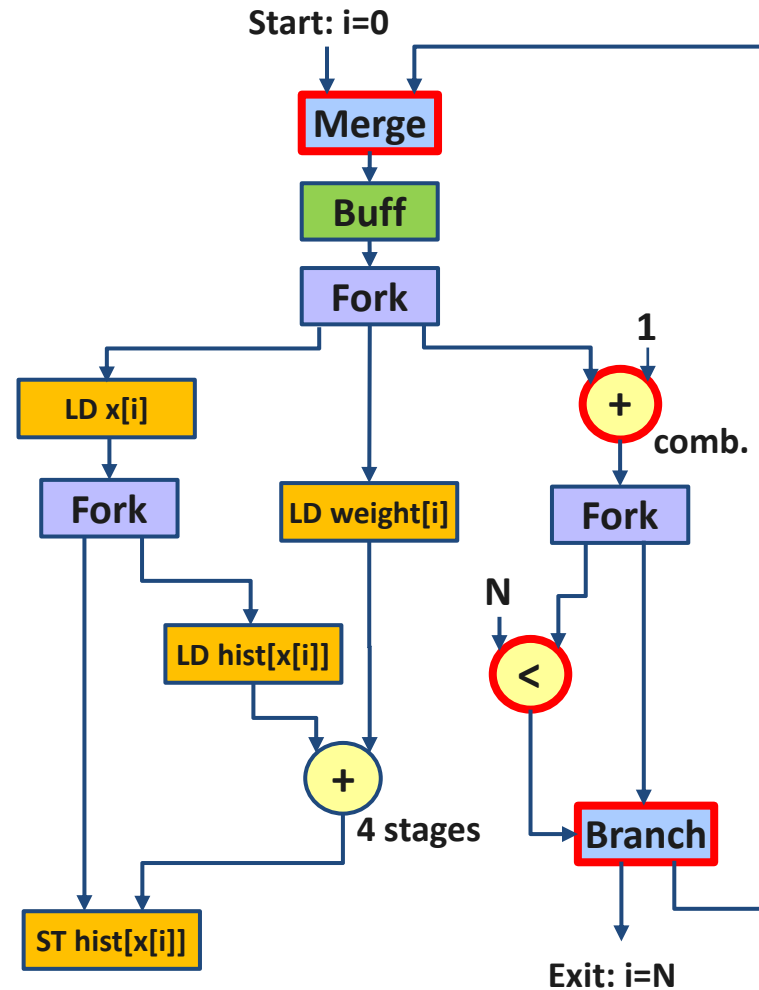 Start: i=0
Merge
Buff
Fork
1
LD x[i]
+
comb.
Fork
LD weight[i]
Fork
N
LD hist[x[i]]
<
+
4 stages
Branch
ST hist[x[i]]
Exit: i=N